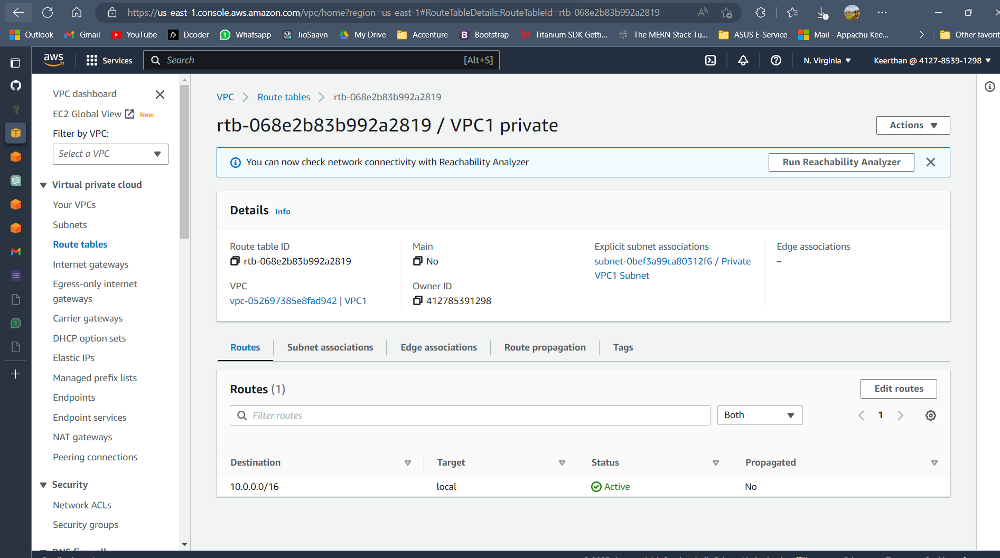 https://us-east-1.console.aws.amazon.com/vpc/home?region=us-east-1#RouteTableDetails:RouteTableId=rtb-068e2b83b992a2819
Outlook Gmail YouTube Dcoder Whatsapp JioSaavn My Drive Accenture Bootstrap Titanium SDK Getti... The MERN Stack Tu... ASUS E-Service Mail - Appachu Kee... Other favorit
aws Services Search [Alt+S] N. Virginia Keerthan @ 4127-8539-1298
VPC dashboard
EC2 Global View New
Filter by VPC:
Select a VPC
Virtual private cloud
Your VPCs
Subnets
Route tables
Internet gateways
Egress-only internet
gateways
Carrier gateways
DHCP option sets
Elastic IPs
Managed prefix lists
Endpoints
Endpoint services
NAT gateways
Peering connections
Security
Network ACLs
Security groups
VPC Route tables rtb-068e2b83b992a2819
rtb-068e2b83b992a2819 / VPC1 private
Actions
You can now check network connectivity with Reachability Analyzer
Run Reachability Analyzer
Details Info
Route table ID
rtb-068e2b83b992a2819
VPC
vpc-052697385e8fad942 | VPC1
Main
No
Owner ID
412785391298
Explicit subnet associations
subnet-0bef3a99ca80312f6 / Private
VPC1 Subnet
Edge associations
–
Routes Subnet associations Edge associations Route propagation Tags
Routes (1)
Edit routes
Filter routes
Both
1
Destination Target Status Propagated
10.0.0.0/16 local Active No